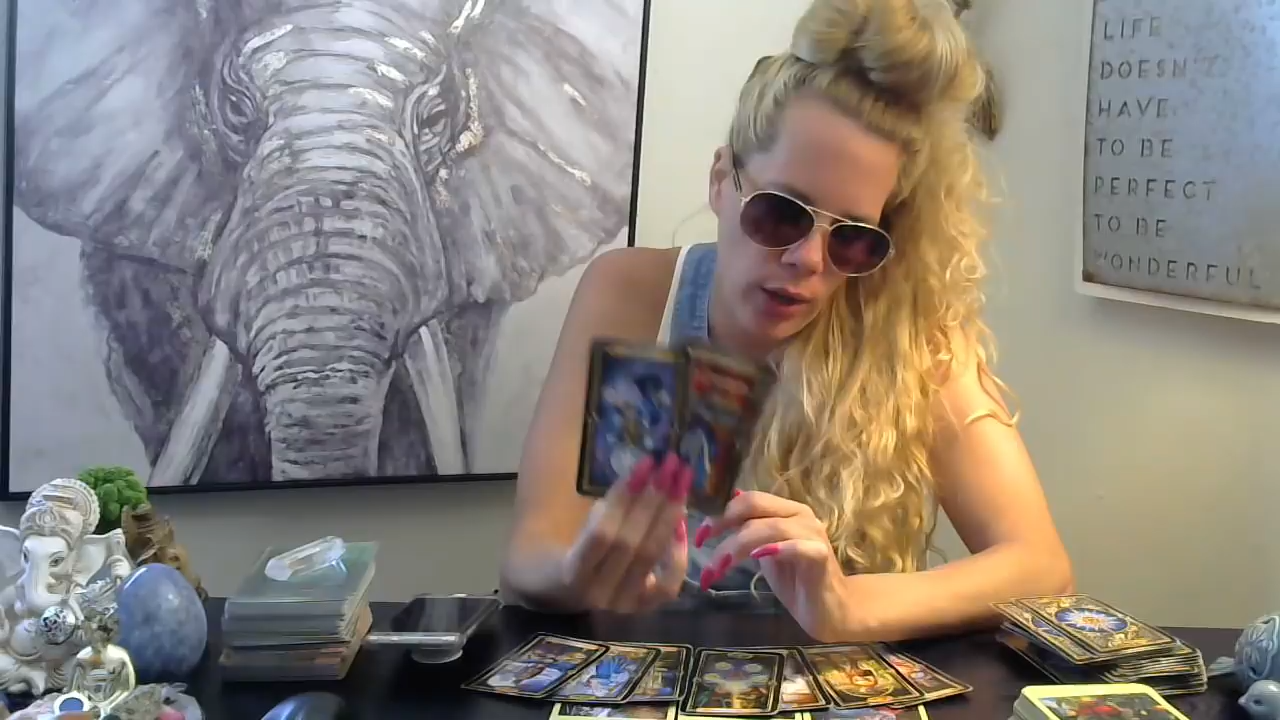 LIFE
DOESN'T
HAVE
TO BE
PERFECT
TO BE
WONDERFUL